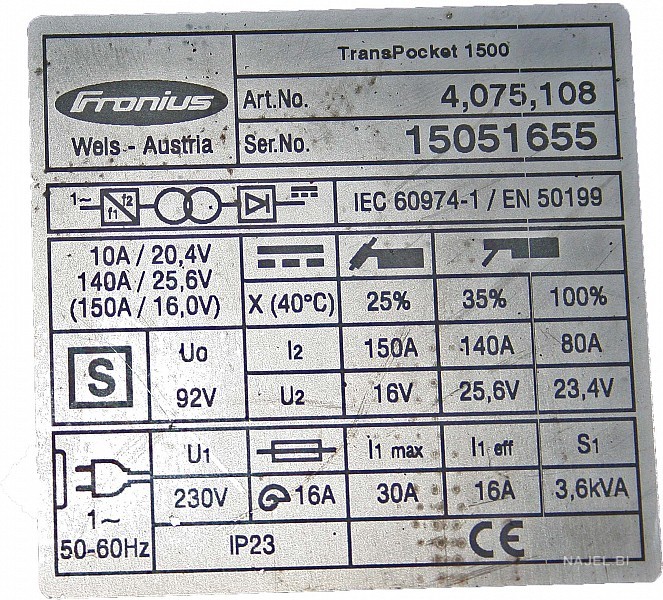 TransPocket 1500
Fronius
Wels - Austria
Art.No. 4,075,108
Ser.No. 15051655
1~ f1 f2 IEC 60974-1 / EN 50199
10A / 20,4V
140A / 25,6V
(150A / 16,0V)
X (40°C) 25% 35% 100%
S
U0 I2 150A 140A 80A
92V U2 16V 25,6V 23,4V
U1 I1 max I1 eff S1
230V 16A 30A 16A 3,6kVA
1~
50-60Hz IP23 CE
NAJEL.BI